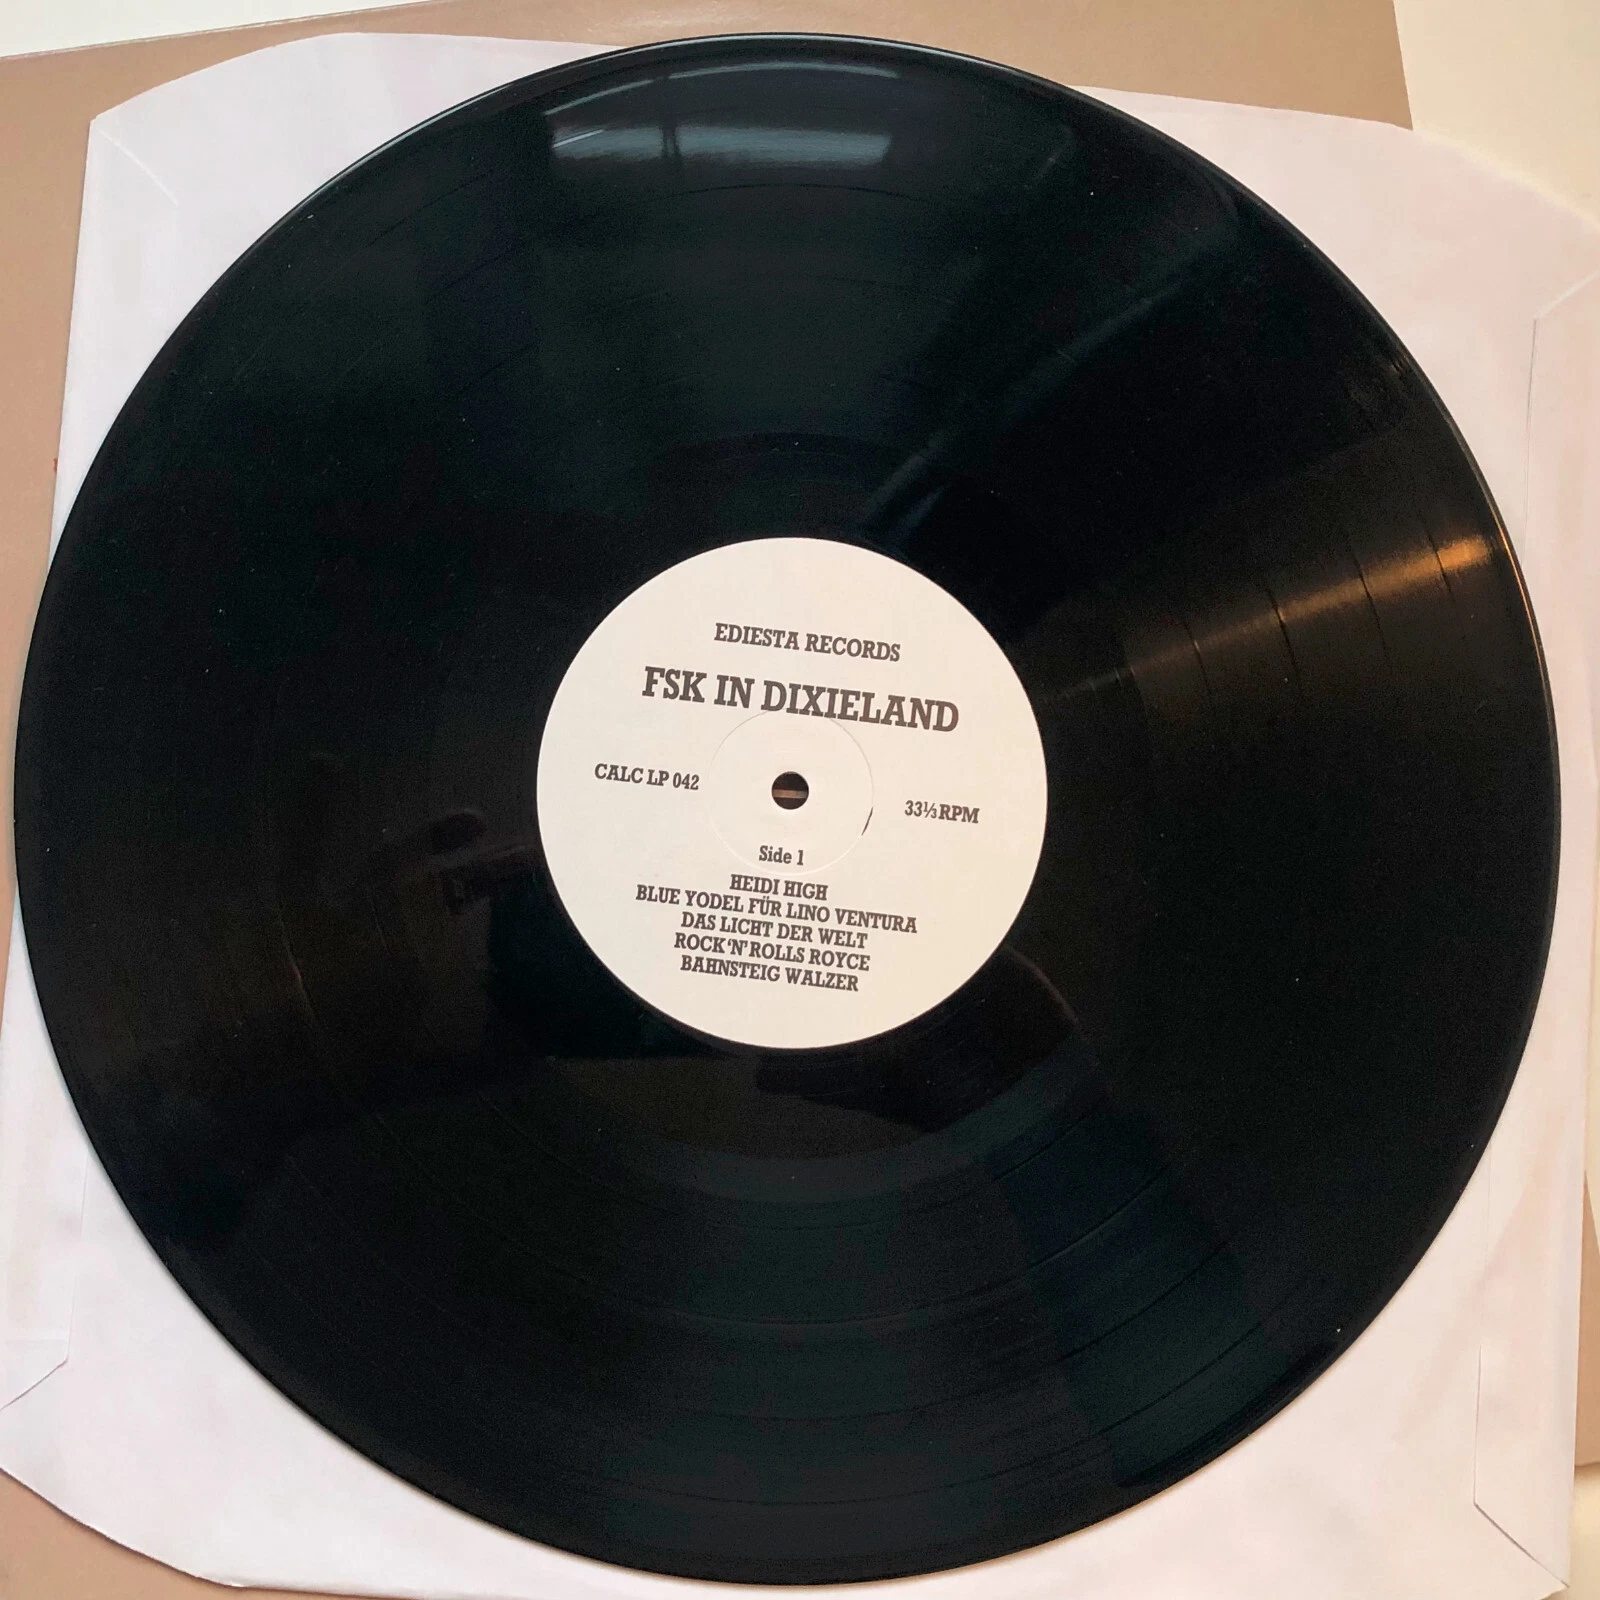 EDIESTA RECORDS
FSK IN DIXIELAND
CALC LP 042
33⅓ RPM
Side 1
HEIDI HIGH
BLUE YODEL FÜR LINO VENTURA
DAS LICHT DER WELT
ROCK 'N' ROLLS ROYCE
BAHNSTEIG WALZER